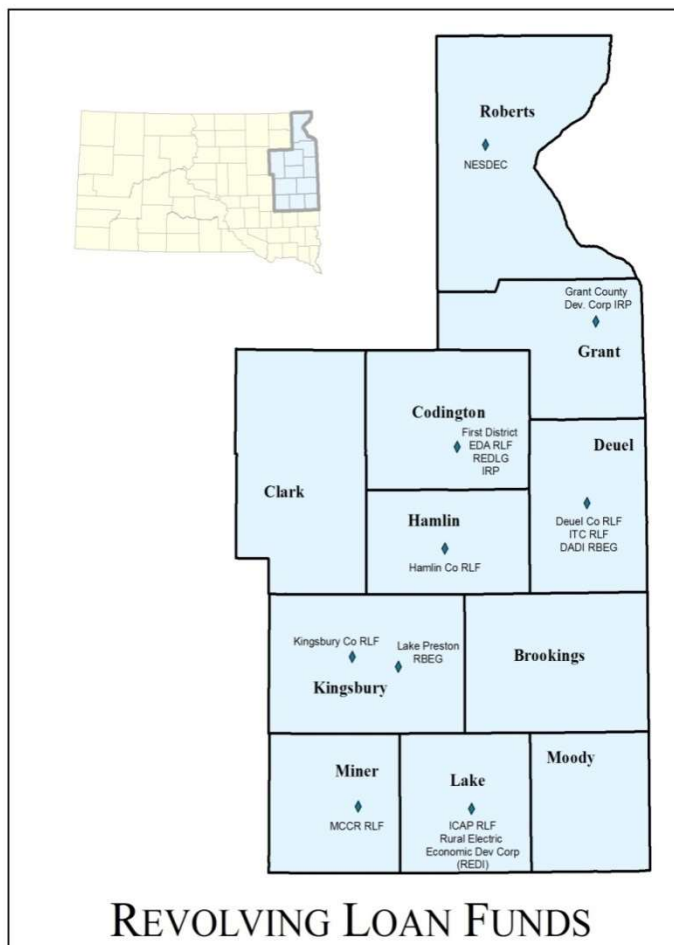 Roberts
NESDEC
Grant County
Dev. Corp IRP
Grant
Codington
First District
EDA RLF
REDLG
IRP
Deuel
Deuel Co RLF
ITC RLF
DADI RBEG
Clark
Hamlin
Hamlin Co RLF
Kingsbury Co RLF
Lake Preston
RBEG
Kingsbury
Brookings
Miner
MCCR RLF
Lake
ICAP RLF
Rural Electric
Economic Dev Corp
(REDI)
Moody
REVOLVING LOAN FUNDS